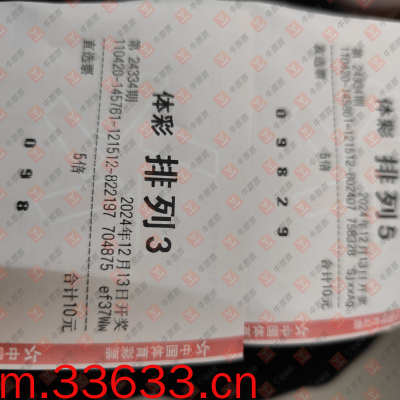 体彩 排列3
第 24334期
2024年12月13日开奖
110420-145781-121512-822197 704875 ef37Ww
直选票
5倍
合计10元
0 9 8
中国体育彩票
体彩 排列5
直选票
5倍
合计10元
0 9 8 2 9
m.33633.cn